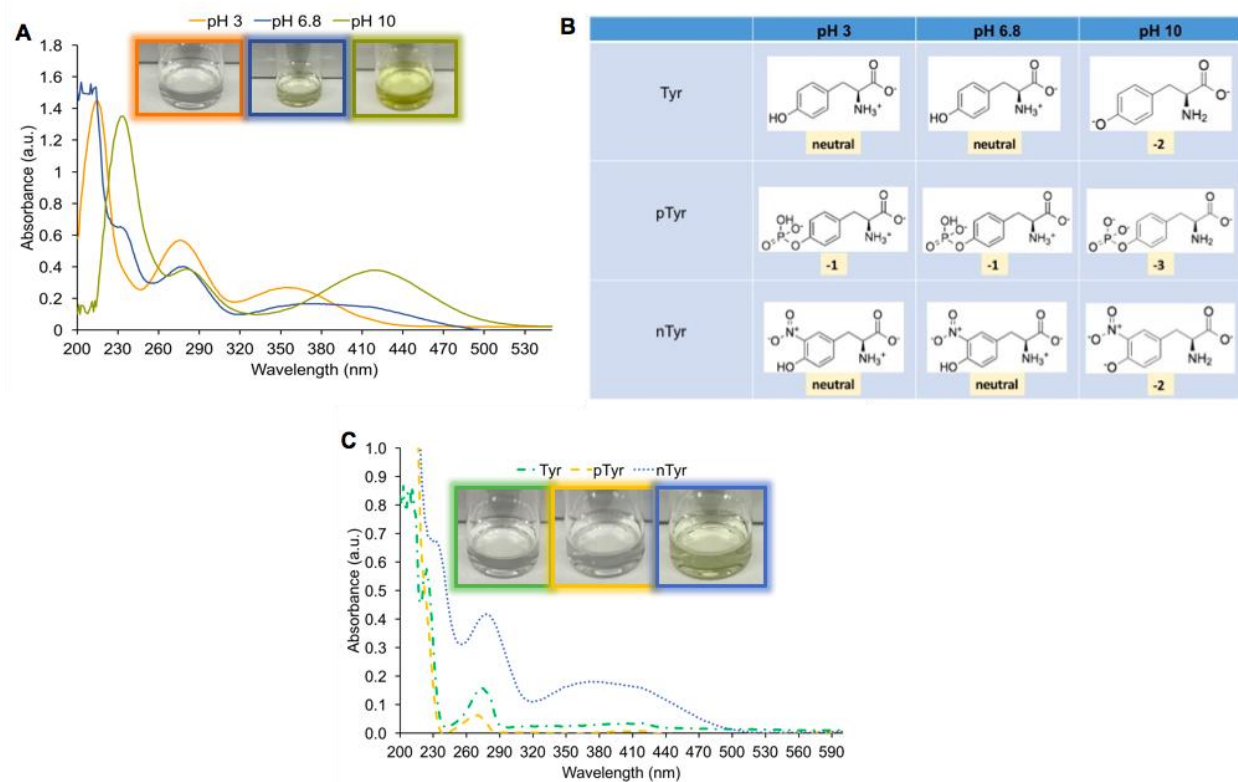 A
pH 3 pH 6.8 pH 10
Absorbance (a.u.)
1.8
1.6
1.4
1.2
1
0.8
0.6
0.4
0.2
0
200 230 260 290 320 350 380 410 440 470 500 530
Wavelength (nm)
B
pH 3 pH 6.8 pH 10
Tyr
O O O
O- O- O-
HO NH3+ HO NH3+ -O NH2
neutral neutral -2
pTyr
OH O OH O O- O
O- O- O- O- O- O-
O P O NH3+ O P O NH3+ O P O NH2
-1 -1 -3
nTyr
O O O O O O
-O N+ O- -O N+ O- -O N+ O-
HO NH3+ HO NH3+ -O NH2
neutral neutral -2
C
Tyr pTyr nTyr
Absorbance (a.u.)
1.0
0.9
0.8
0.7
0.6
0.5
0.4
0.3
0.2
0.1
0.0
200 230 260 290 320 350 380 410 440 470 500 530 560 590
Wavelength (nm)